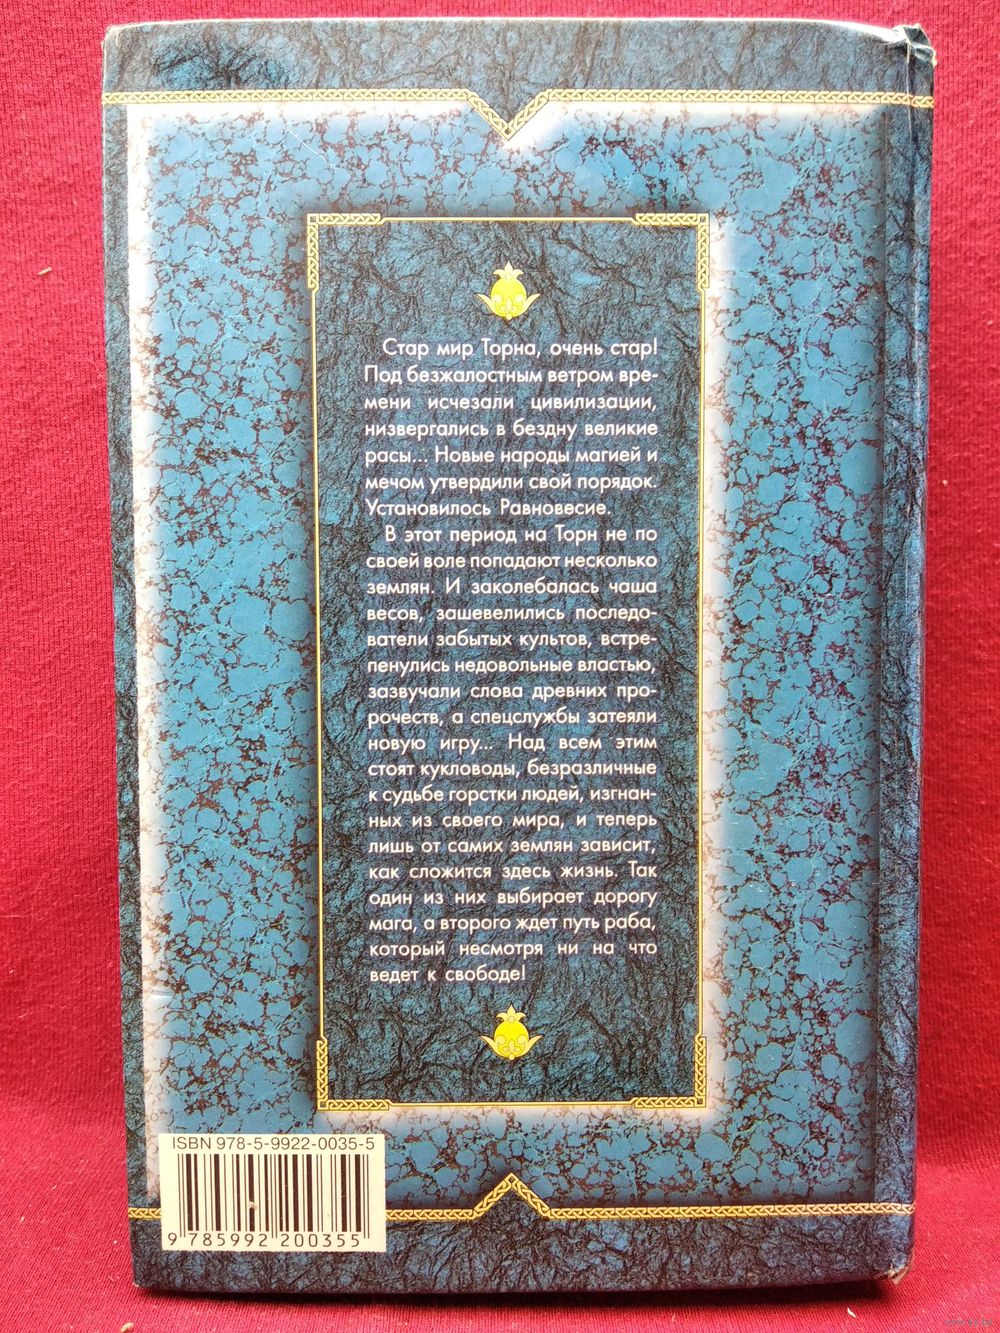 Стар мир Торна, очень стар!
Под безжалостным ветром вре-
мени исчезали цивилизации,
низвергались в бездну великие
расы... Новые народы магией и
мечом утвердили свой порядок.
Установилось Равновесие.
В этот период на Торн не по
своей воле попадают несколько
землян. И заколебалась чаша
весов, зашевелились последо-
ватели забытых культов, встре-
пенулись недовольные властью,
зазвучали слова древних про-
рочеств, а спецслужбы затеяли
новую игру... Над всем этим
стоят кукловоды, безразличные
к судьбе горстки людей, изгнан-
ных из своего мира, и теперь
лишь от самих землян зависит,
как сложится здесь жизнь. Так
один из них выбирает дорогу
мага, а второго ждет путь раба,
который несмотря ни на что
ведет к свободе!
ISBN 978-5-9922-0035-5
9 785992 200355